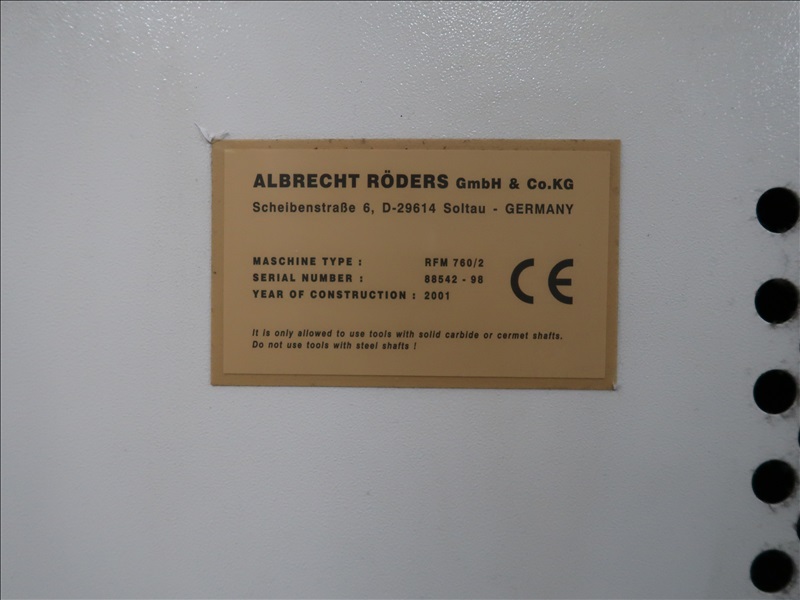 ALBRECHT RÖDERS GmbH & Co.KG
Scheibenstraße 6, D-29614 Soltau - GERMANY
MASCHINE TYPE : RFM 760/2
SERIAL NUMBER : 88542 - 98
YEAR OF CONSTRUCTION : 2001
CE
It is only allowed to use tools with solid carbide or cermet shafts.
Do not use tools with steel shafts !